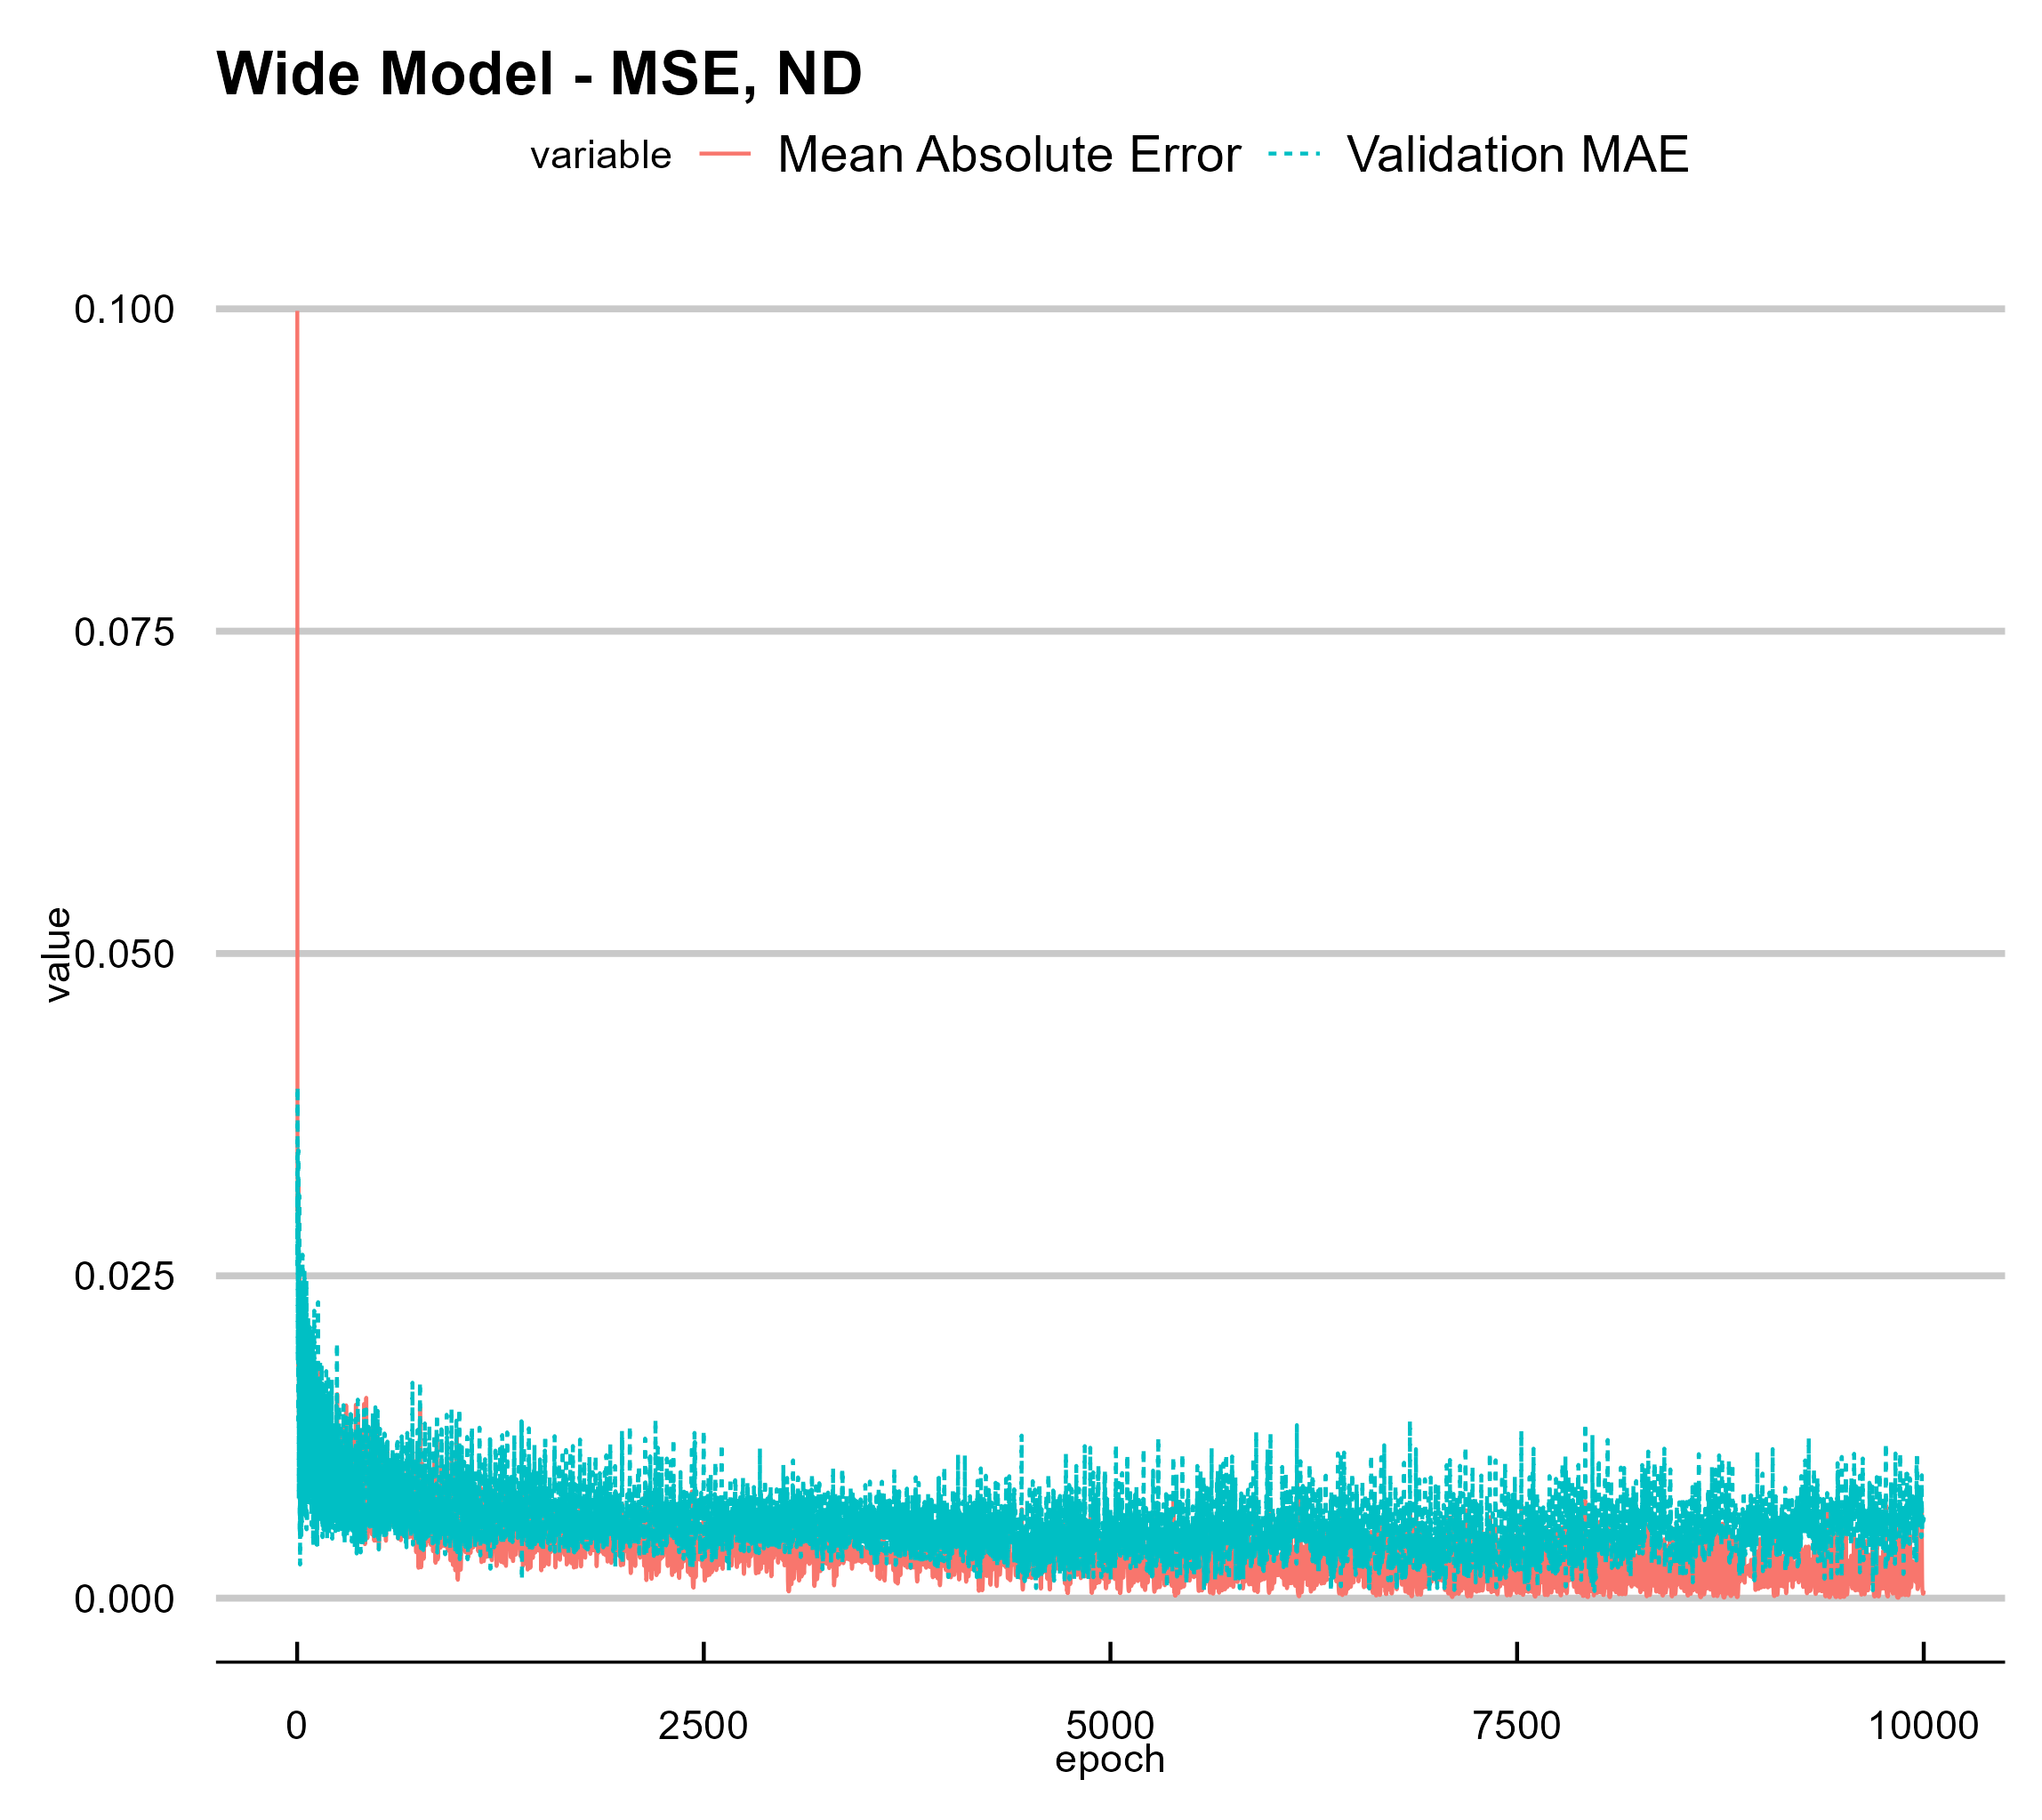 Wide Model - MSE, ND
variable Mean Absolute Error Validation MAE
0.100
0.075
0.050
0.025
0.000
value
0 2500 5000 7500 10000
epoch